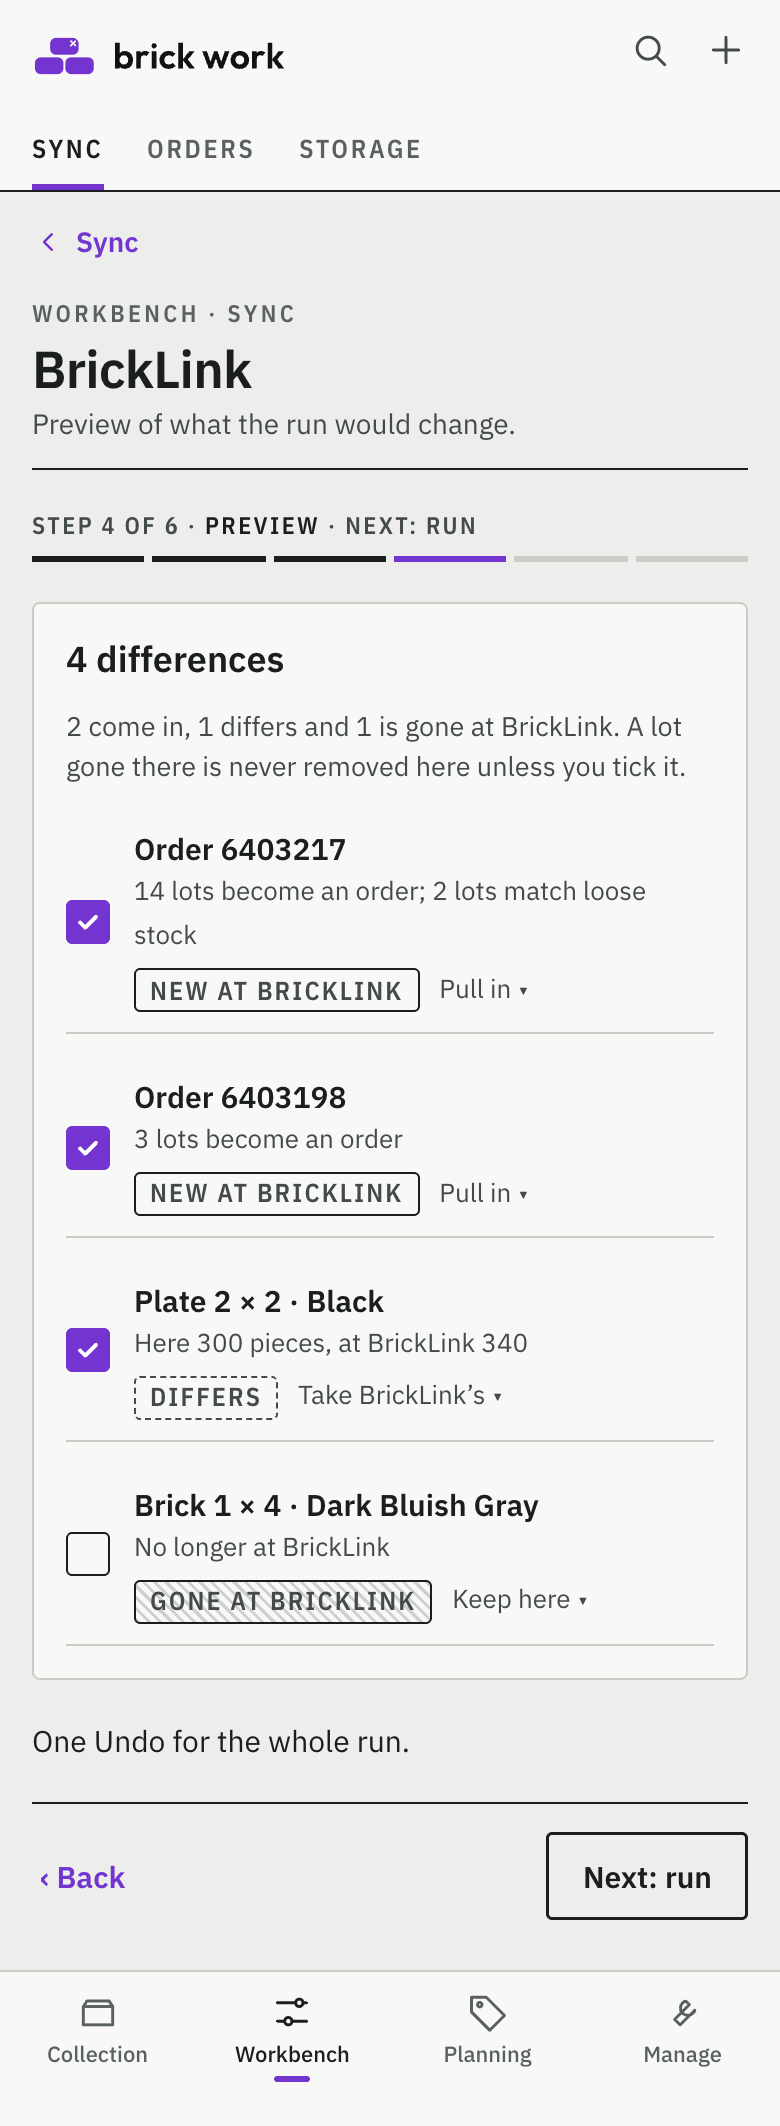 brick work
SYNC ORDERS STORAGE
Sync
WORKBENCH · SYNC
BrickLink
Preview of what the run would change.
STEP 4 OF 6 · PREVIEW · NEXT: RUN
4 differences
2 come in, 1 differs and 1 is gone at BrickLink. A lot
gone there is never removed here unless you tick it.
Order 6403217
14 lots become an order; 2 lots match loose
stock
NEW AT BRICKLINK Pull in ▾
Order 6403198
3 lots become an order
NEW AT BRICKLINK Pull in ▾
Plate 2 × 2 · Black
Here 300 pieces, at BrickLink 340
DIFFERS Take BrickLink’s ▾
Brick 1 × 4 · Dark Bluish Gray
No longer at BrickLink
GONE AT BRICKLINK Keep here ▾
One Undo for the whole run.
‹ Back Next: run
Collection Workbench Planning Manage